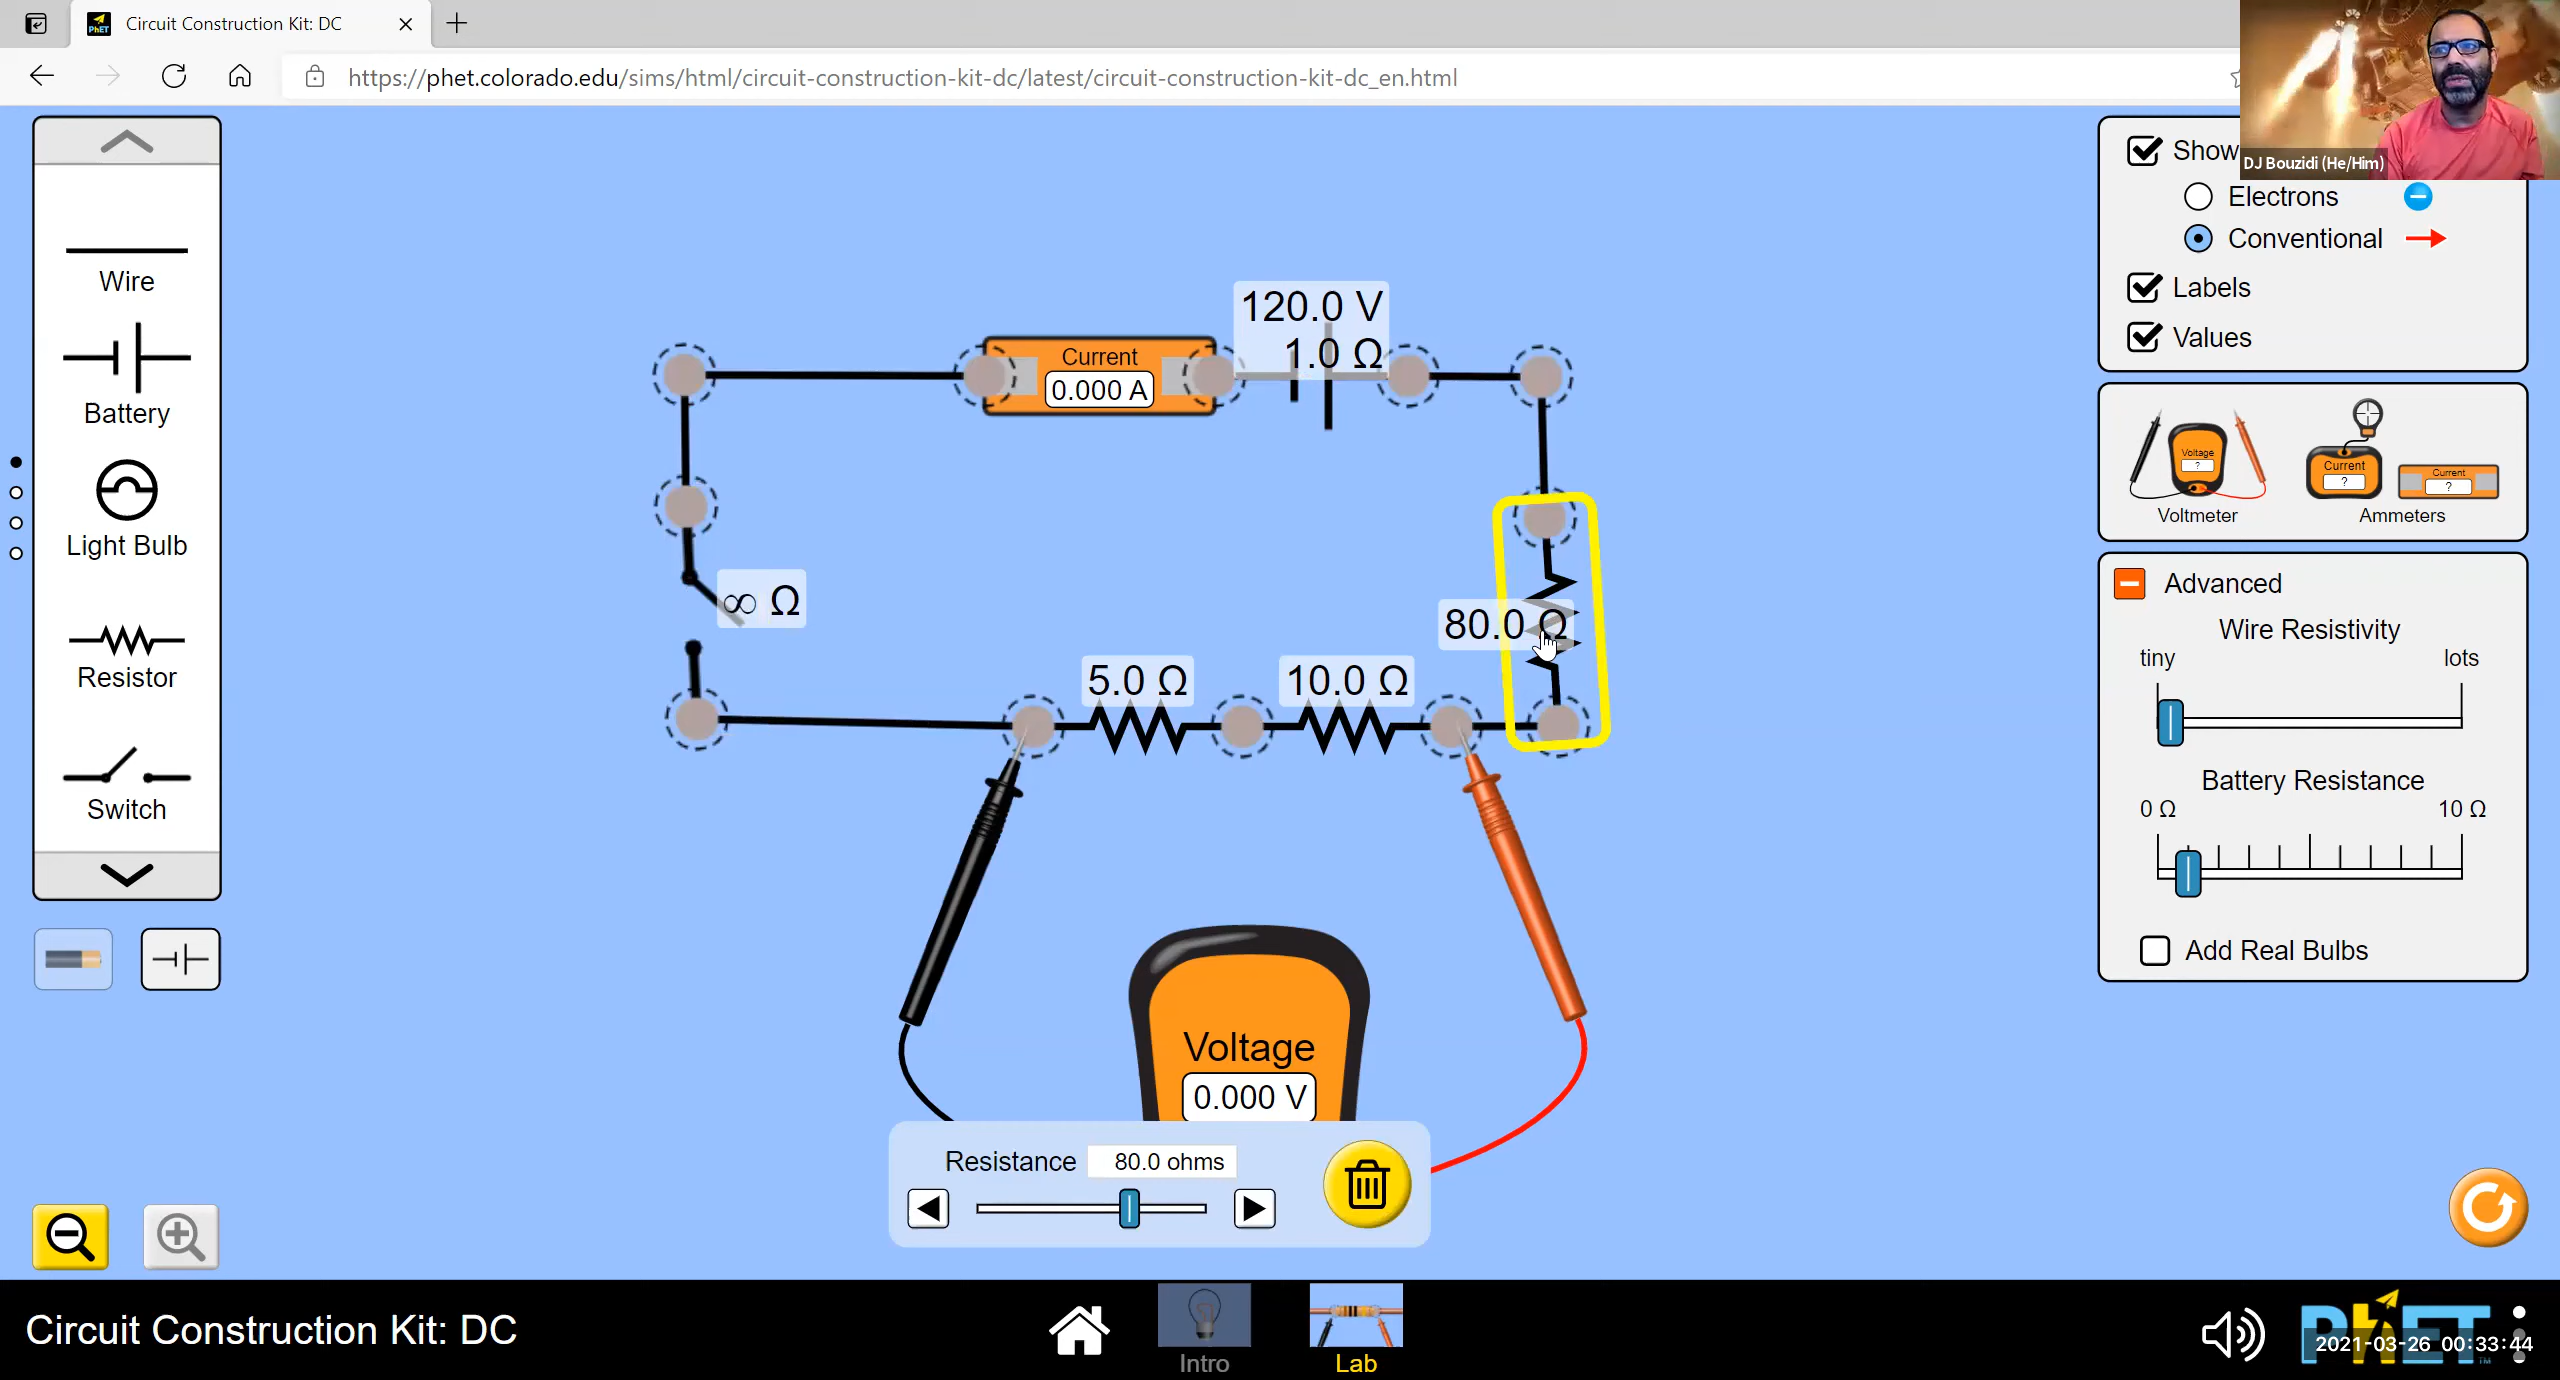 Circuit Construction Kit: DC
https://phet.colorado.edu/sims/html/circuit-construction-kit-dc/latest/circuit-construction-kit-dc_en.html
DJ Bouzidi (He/Him)
Wire
Battery
Light Bulb
Resistor
Switch
Current
0.000 A
120.0 V
1.0 Ω
∞ Ω
5.0 Ω
10.0 Ω
80.0 Ω
Voltage
0.000 V
Resistance 80.0 ohms
Show
Electrons
Conventional
Labels
Values
Voltage
?
Current
?
Current
?
Voltmeter
Ammeters
Advanced
Wire Resistivity
tiny lots
Battery Resistance
0 Ω 10 Ω
Add Real Bulbs
Circuit Construction Kit: DC
Intro
Lab
PhET
2021-03-26 00:33:44